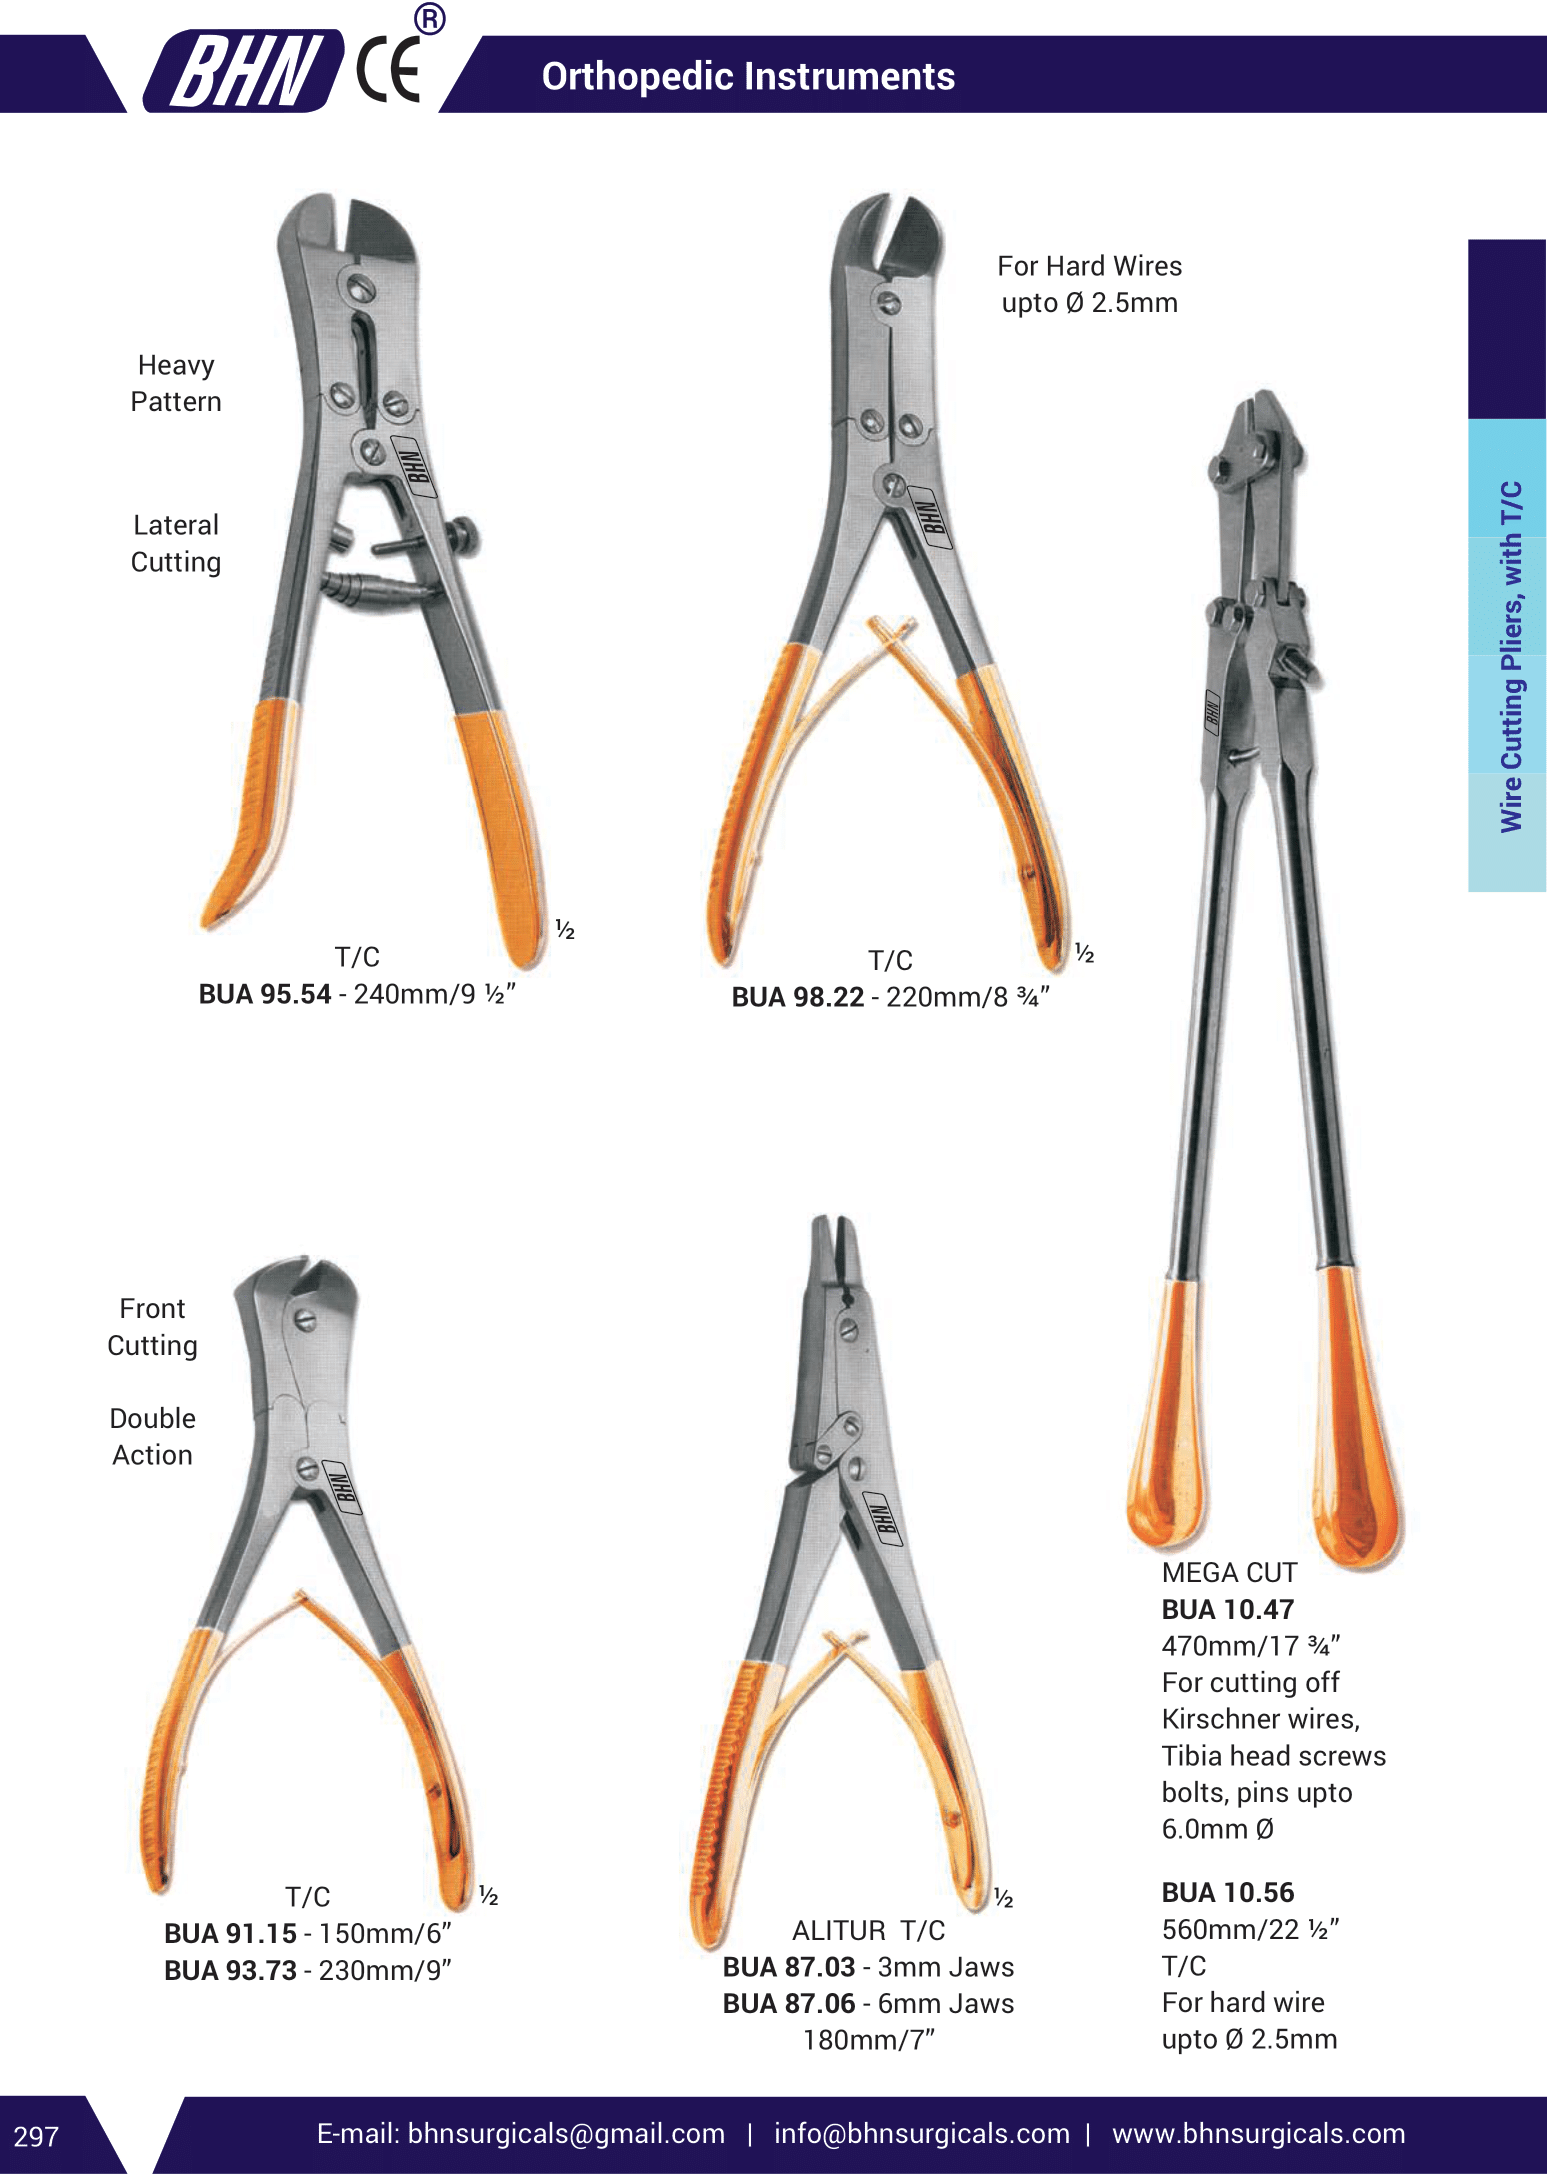 BHN CE ®
Orthopedic Instruments
For Hard Wires
upto Ø 2.5mm
Heavy
Pattern
Lateral
Cutting
BHN
BHN
BHN
Wire Cutting Pliers, with T/C
½
T/C
BUA 95.54 - 240mm/9 ½”
½
T/C
BUA 98.22 - 220mm/8 ¾”
Front
Cutting
Double
Action
BHN
BHN
½
T/C
BUA 91.15 - 150mm/6”
BUA 93.73 - 230mm/9”
½
ALITUR T/C
BUA 87.03 - 3mm Jaws
BUA 87.06 - 6mm Jaws
180mm/7”
MEGA CUT
BUA 10.47
470mm/17 ¾”
For cutting off
Kirschner wires,
Tibia head screws
bolts, pins upto
6.0mm Ø
BUA 10.56
560mm/22 ½”
T/C
For hard wire
upto Ø 2.5mm
297
E-mail: bhnsurgicals@gmail.com | info@bhnsurgicals.com | www.bhnsurgicals.com